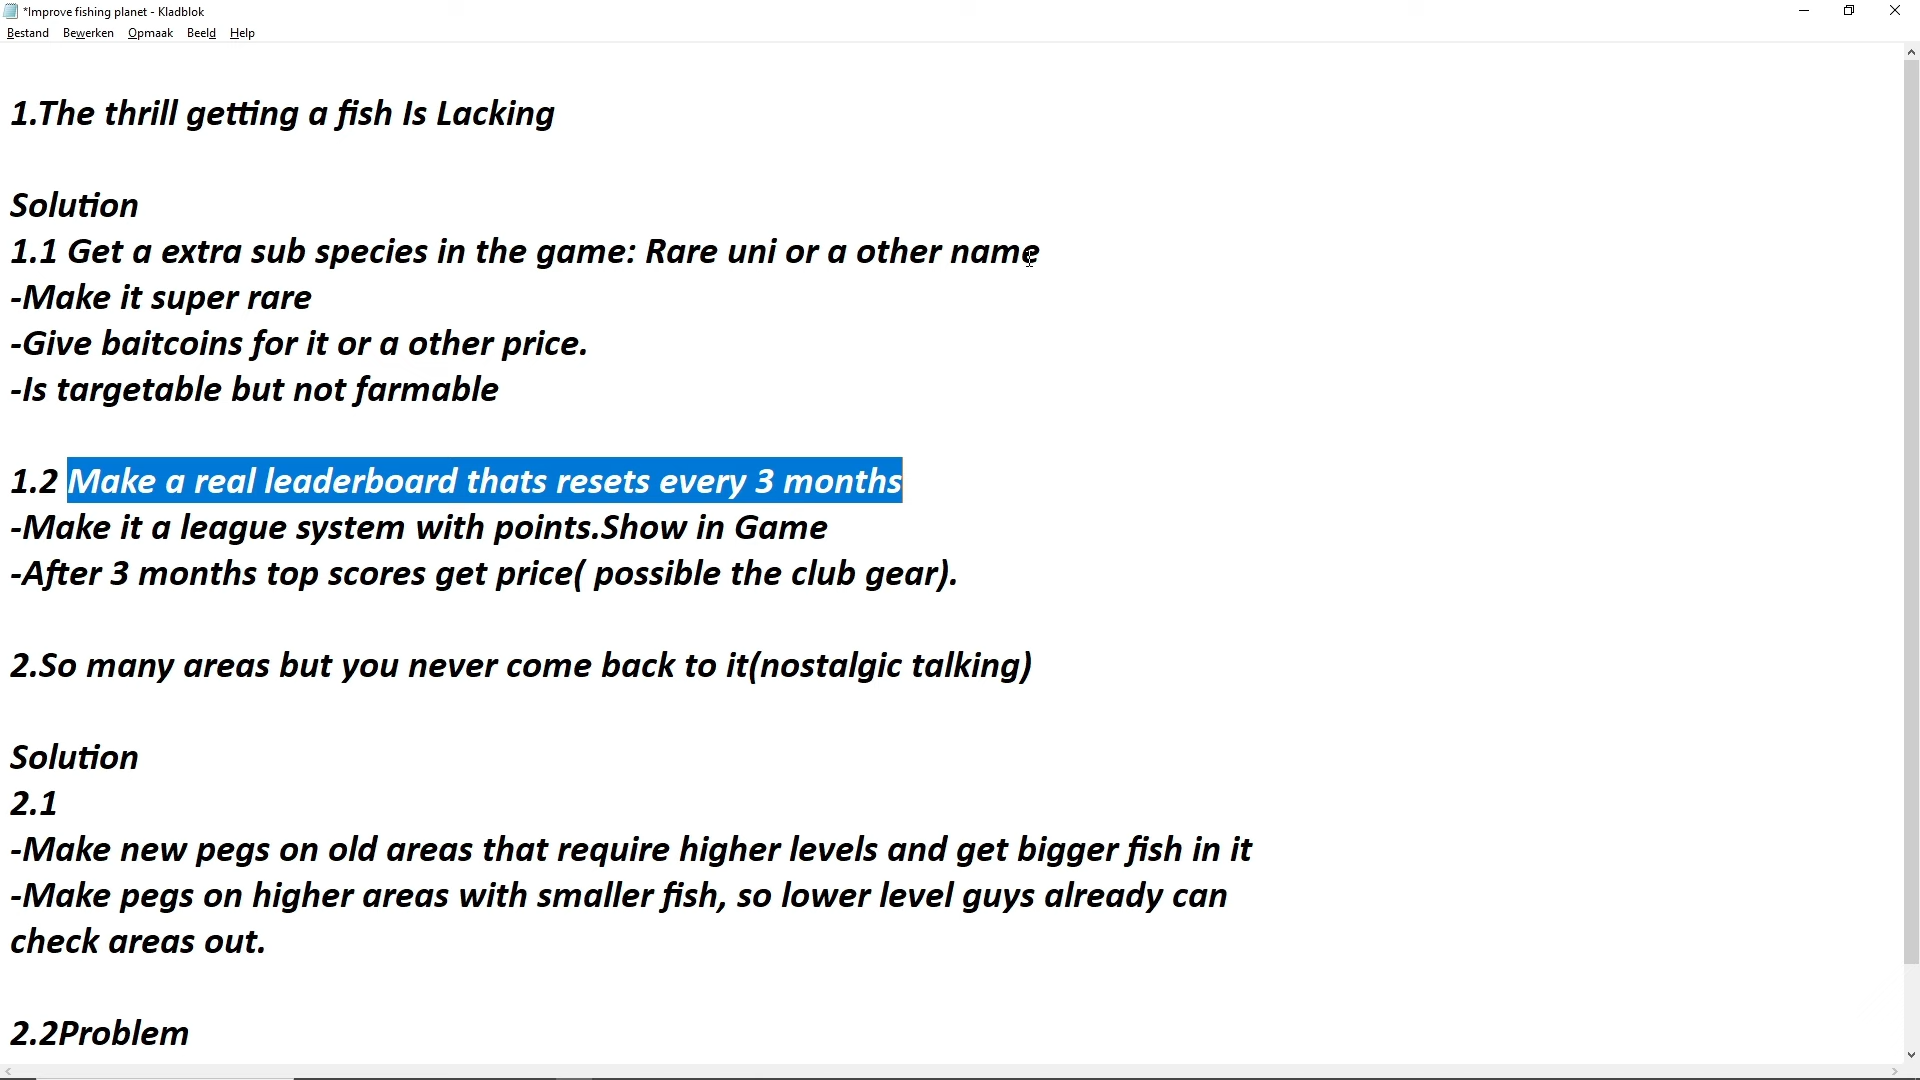 *Improve fishing planet - Kladblok
Bestand Bewerken Opmaak Beeld Help
1.The thrill getting a fish Is Lacking
Solution
1.1 Get a extra sub species in the game: Rare uni or a other name
-Make it super rare
-Give baitcoins for it or a other price.
-Is targetable but not farmable
1.2 Make a real leaderboard thats resets every 3 months
-Make it a league system with points.Show in Game
-After 3 months top scores get price( possible the club gear).
2.So many areas but you never come back to it(nostalgic talking)
Solution
2.1
-Make new pegs on old areas that require higher levels and get bigger fish in it
-Make pegs on higher areas with smaller fish, so lower level guys already can
check areas out.
2.2Problem